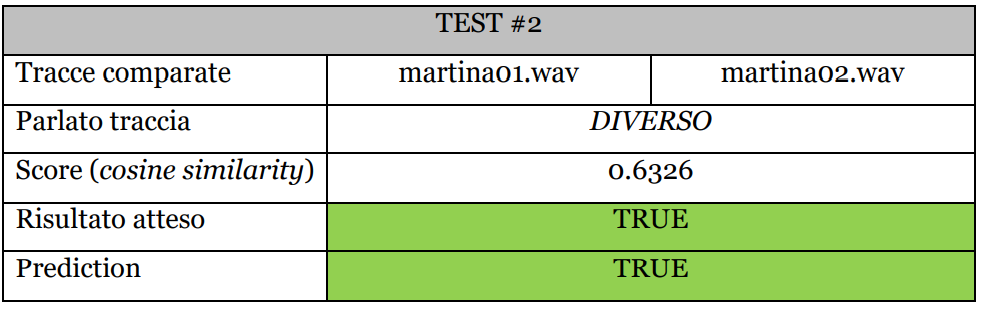 TEST #2
Tracce comparate martina01.wav martina02.wav
Parlato traccia DIVERSO
Score (cosine similarity) 0.6326
Risultato atteso TRUE
Prediction TRUE